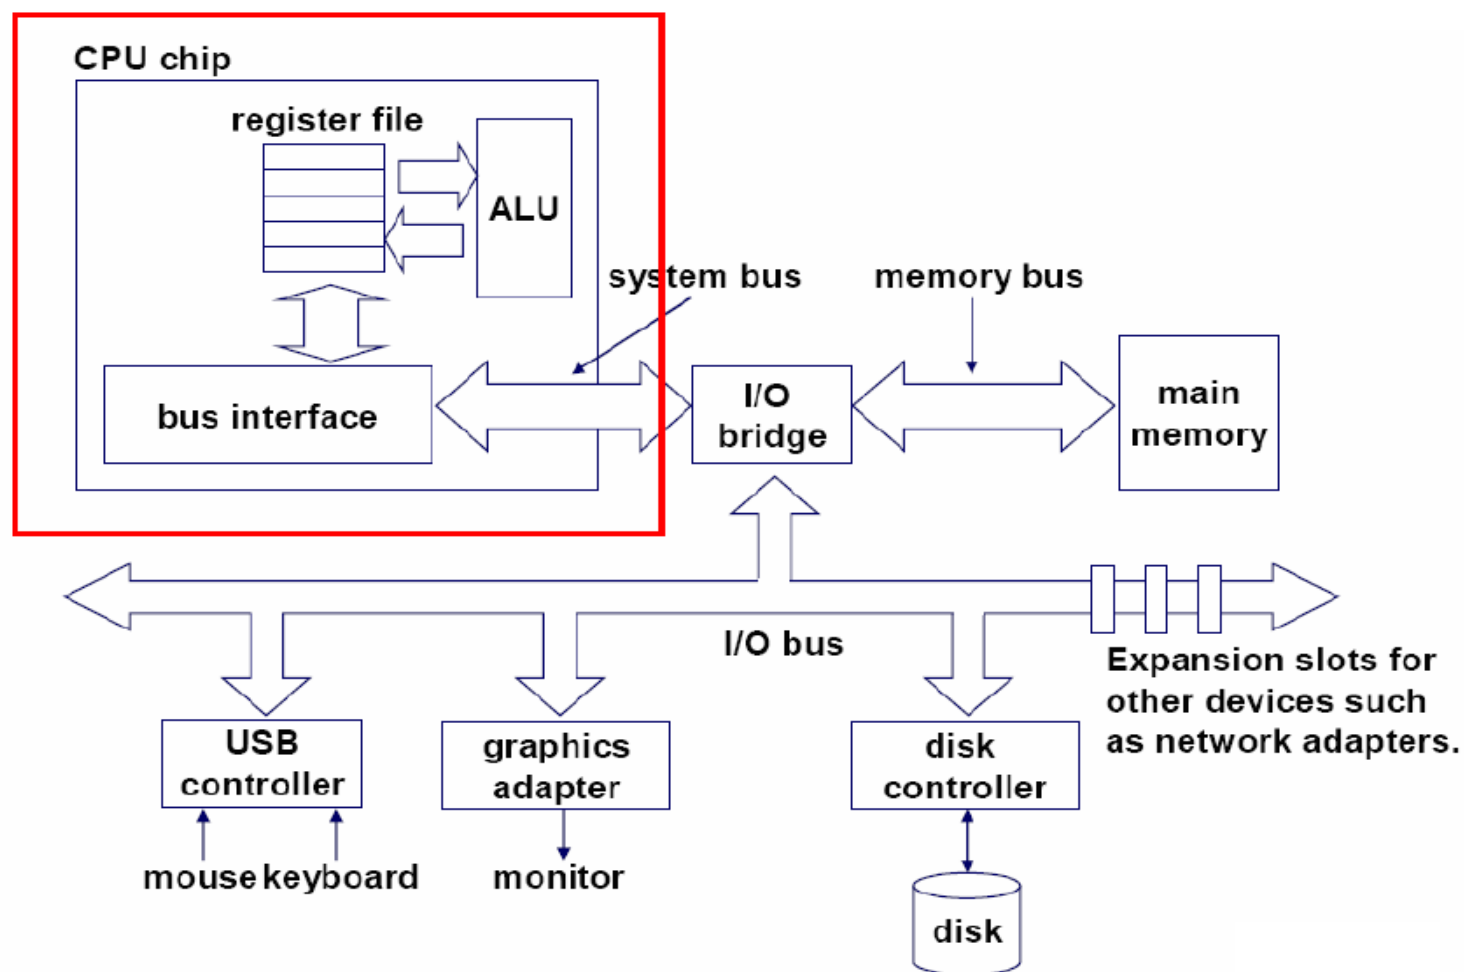 CPU chip
register file
ALU
system bus
memory bus
bus interface
I/O
bridge
main
memory
I/O bus
Expansion slots for
other devices such
as network adapters.
USB
controller
graphics
adapter
disk
controller
mouse
keyboard
monitor
disk